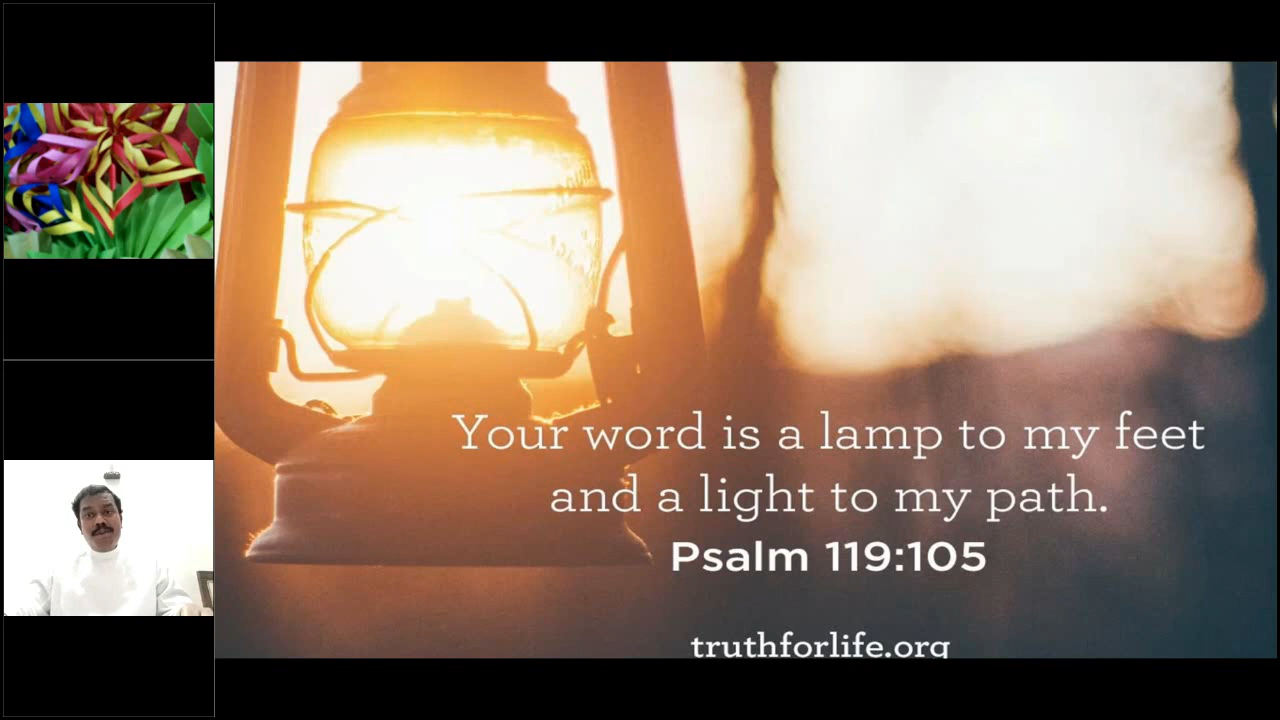 Your word is a lamp to my feet
and a light to my path.
Psalm 119:105
truthforlife.org